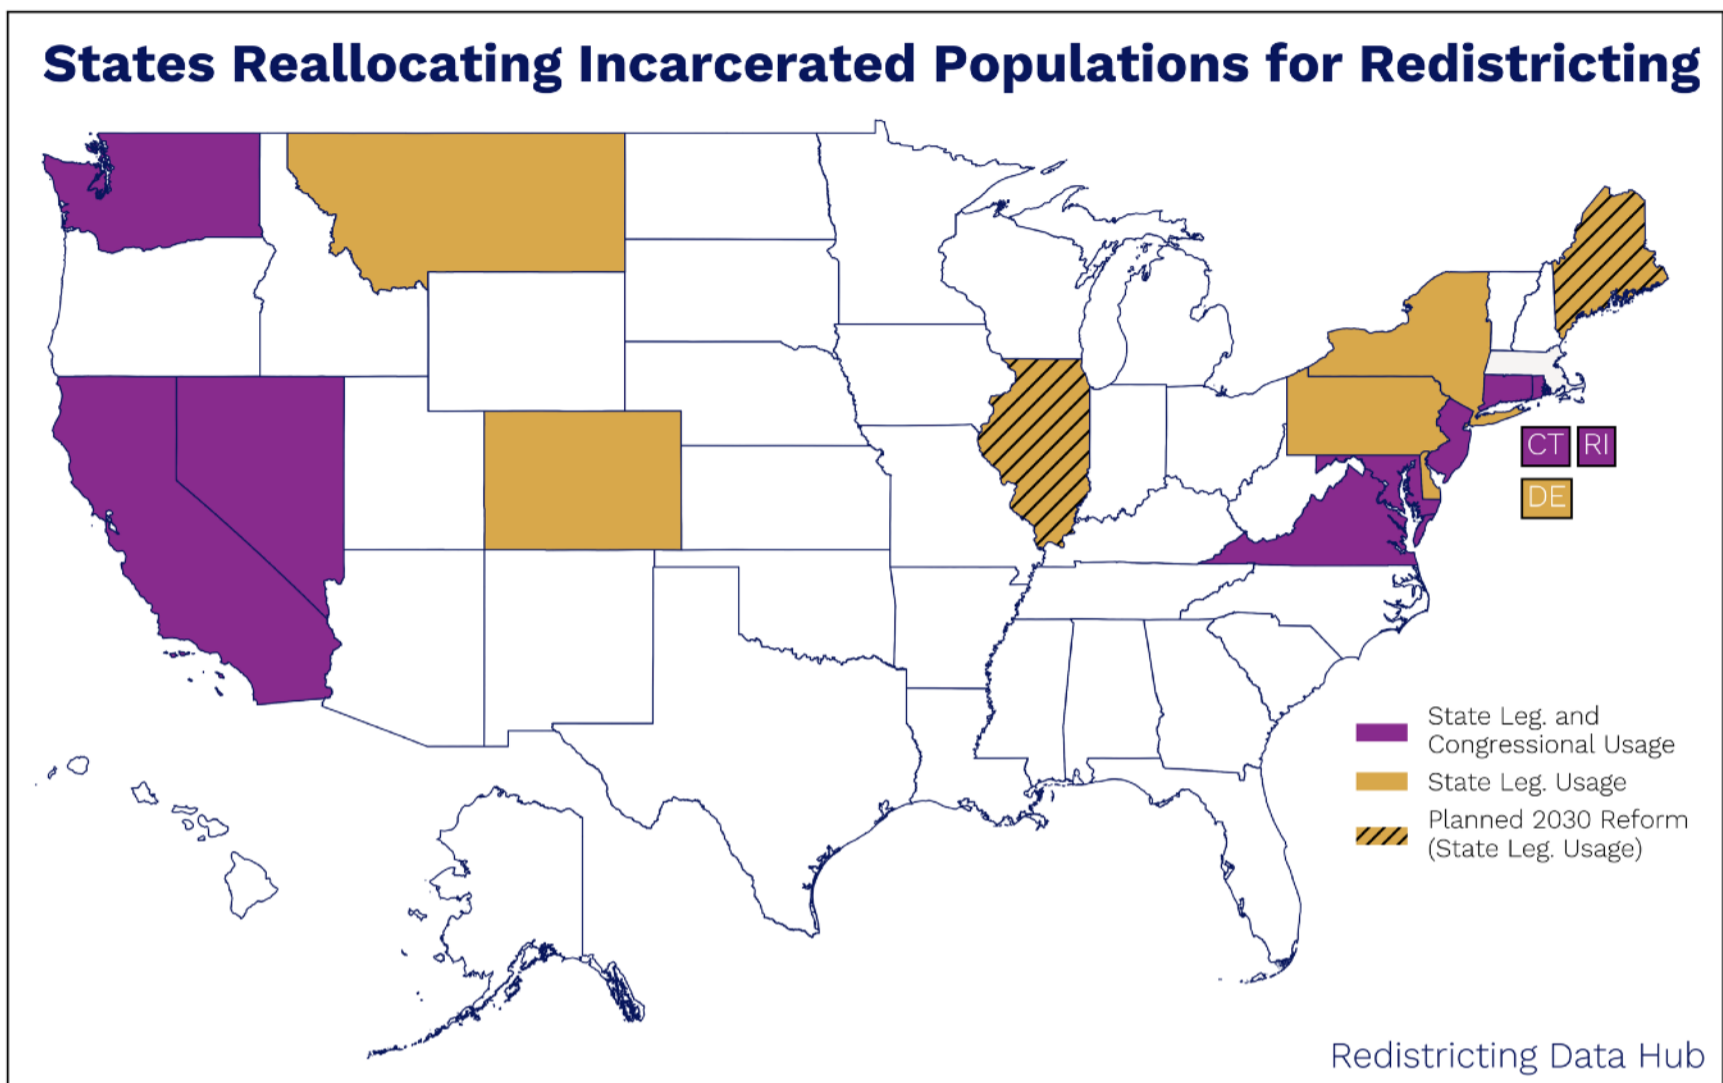 States Reallocating Incarcerated Populations for Redistricting
CT RI
DE
State Leg. and
Congressional Usage
State Leg. Usage
Planned 2030 Reform
(State Leg. Usage)
Redistricting Data Hub